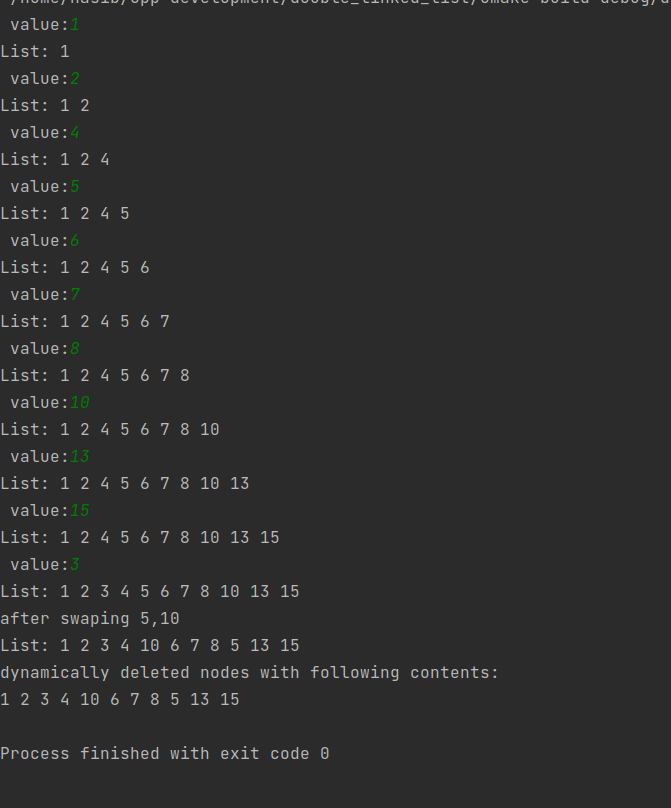 value:1
List: 1
 value:2
List: 1 2
 value:4
List: 1 2 4
 value:5
List: 1 2 4 5
 value:6
List: 1 2 4 5 6
 value:7
List: 1 2 4 5 6 7
 value:8
List: 1 2 4 5 6 7 8
 value:10
List: 1 2 4 5 6 7 8 10
 value:13
List: 1 2 4 5 6 7 8 10 13
 value:15
List: 1 2 4 5 6 7 8 10 13 15
 value:3
List: 1 2 3 4 5 6 7 8 10 13 15
after swaping 5,10
List: 1 2 3 4 10 6 7 8 5 13 15
dynamically deleted nodes with following contents:
1 2 3 4 10 6 7 8 5 13 15
Process finished with exit code 0